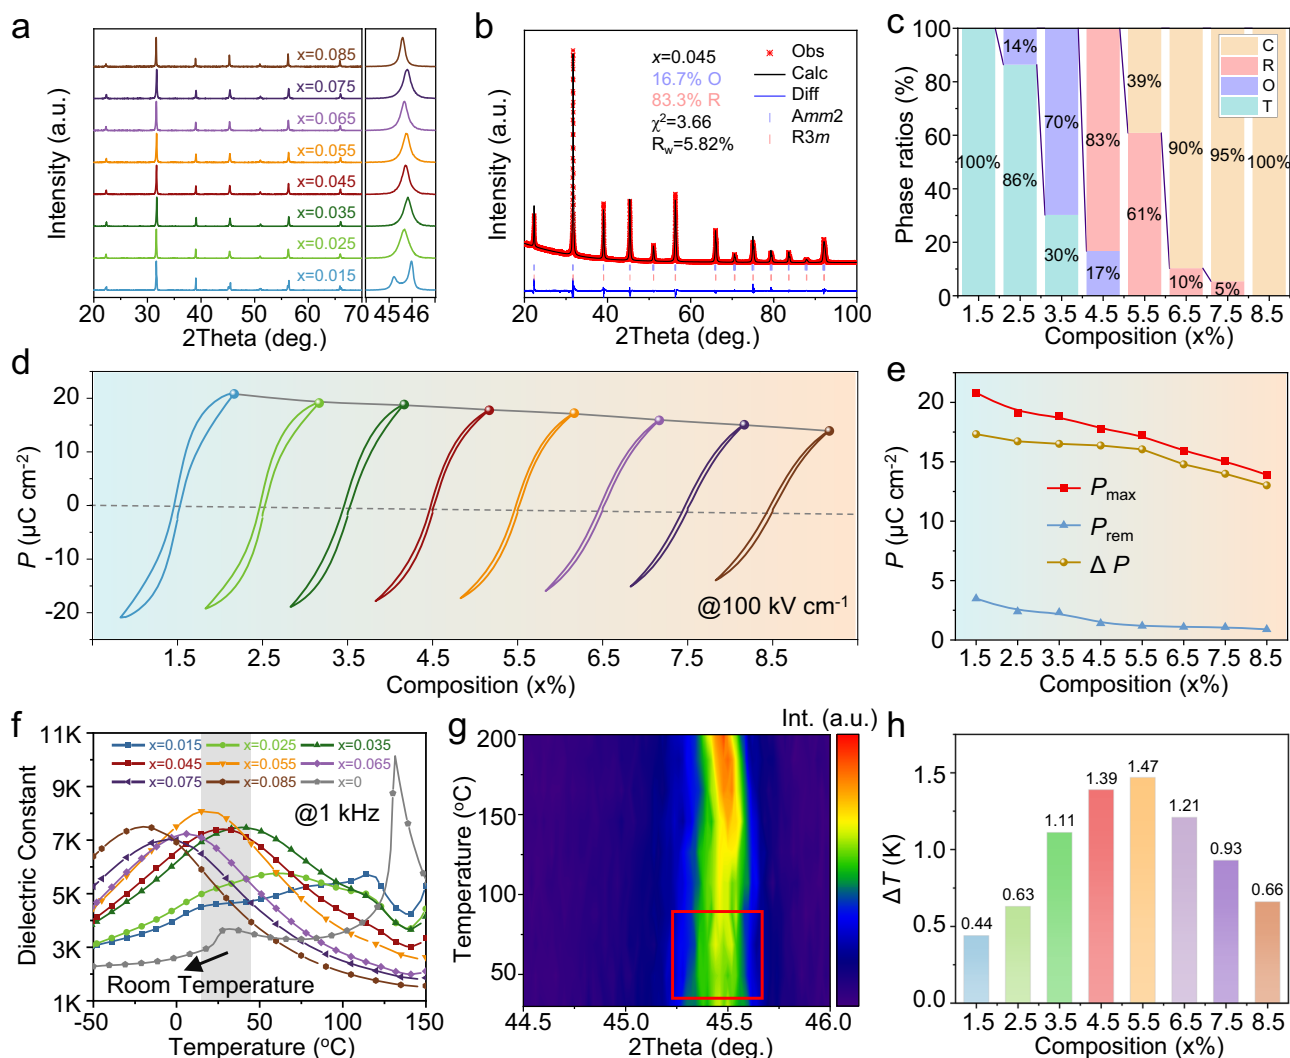 a
Intensity (a.u.)
x=0.085
x=0.075
x=0.065
x=0.055
x=0.045
x=0.035
x=0.025
x=0.015
20 30 40 50 60 70 45 46
2Theta (deg.)
b
Intensity (a.u.)
x=0.045
16.7% O
83.3% R
χ²=3.66
R_w=5.82%
Obs
Calc
Diff
Amm2
R3m
20 40 60 80 100
2Theta (deg.)
c
Phase ratios (%)
100
80
60
40
20
0
C
R
O
T
100%
14%
86%
70%
30%
83%
17%
39%
61%
90%
10%
95%
5%
100%
1.5 2.5 3.5 4.5 5.5 6.5 7.5 8.5
Composition (x%)
d
P (μC cm⁻²)
20
10
0
-10
-20
@100 kV cm⁻¹
1.5 2.5 3.5 4.5 5.5 6.5 7.5 8.5
Composition (x%)
e
P (μC cm⁻²)
20
15
10
5
0
P_max
P_rem
Δ P
1.5 2.5 3.5 4.5 5.5 6.5 7.5 8.5
Composition (x%)
f
Dielectric Constant
11K
9K
7K
5K
3K
1K
x=0.015 x=0.025 x=0.035
x=0.045 x=0.055 x=0.065
x=0.075 x=0.085 x=0
@1 kHz
Room Temperature
-50 0 50 100 150
Temperature (°C)
g
Int. (a.u.)
Temperature (°C)
200
150
100
50
44.5 45.0 45.5 46.0
2Theta (deg.)
h
ΔT (K)
1.5
1.0
0.5
0.0
0.44
0.63
1.11
1.39
1.47
1.21
0.93
0.66
1.5 2.5 3.5 4.5 5.5 6.5 7.5 8.5
Composition (x%)